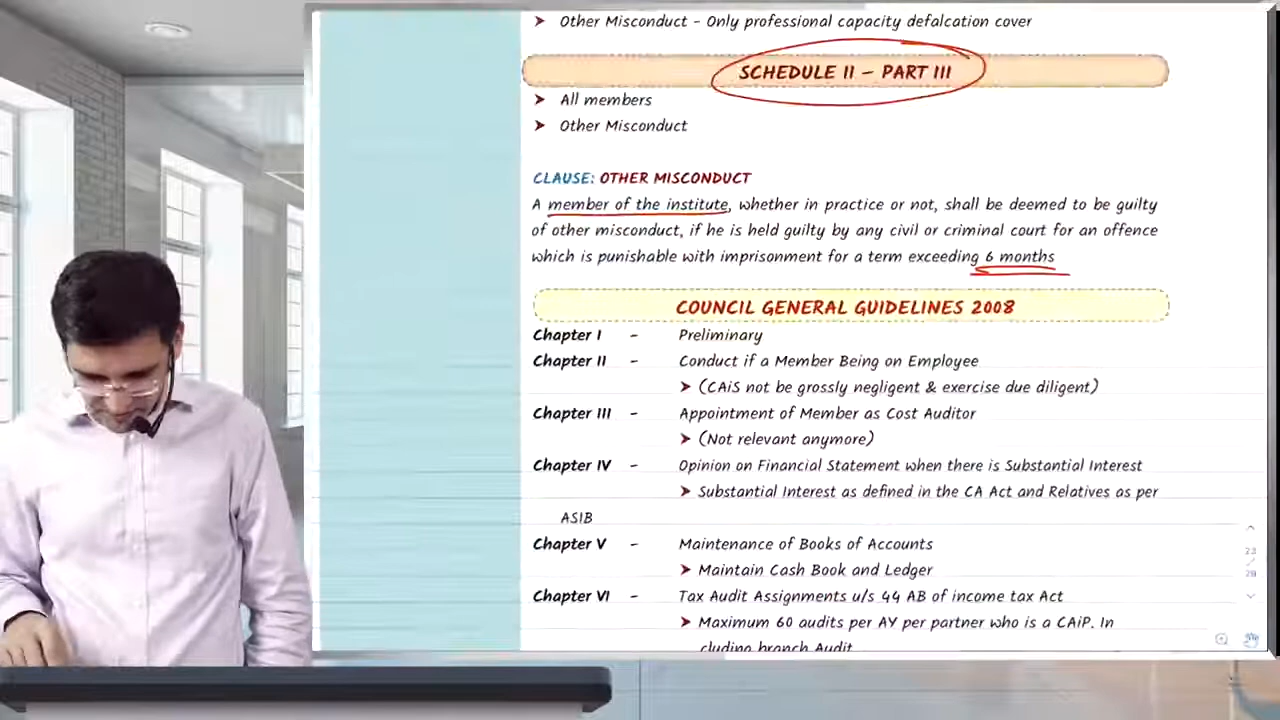 ➤ Other Misconduct - Only professional capacity defalcation cover
SCHEDULE II – PART III
➤ All members
➤ Other Misconduct
CLAUSE: OTHER MISCONDUCT
A member of the institute, whether in practice or not, shall be deemed to be guilty
of other misconduct, if he is held guilty by any civil or criminal court for an offence
which is punishable with imprisonment for a term exceeding 6 months
COUNCIL GENERAL GUIDELINES 2008
Chapter I - Preliminary
Chapter II - Conduct if a Member Being on Employee
➤ (CAiS not be grossly negligent & exercise due diligent)
Chapter III - Appointment of Member as Cost Auditor
➤ (Not relevant anymore)
Chapter IV - Opinion on Financial Statement when there is Substantial Interest
➤ Substantial Interest as defined in the CA Act and Relatives as per
ASIB
Chapter V - Maintenance of Books of Accounts
➤ Maintain Cash Book and Ledger
Chapter VI - Tax Audit Assignments u/s 44 AB of income tax Act
➤ Maximum 60 audits per AY per partner who is a CAiP. In
cluding branch Audit
23
28